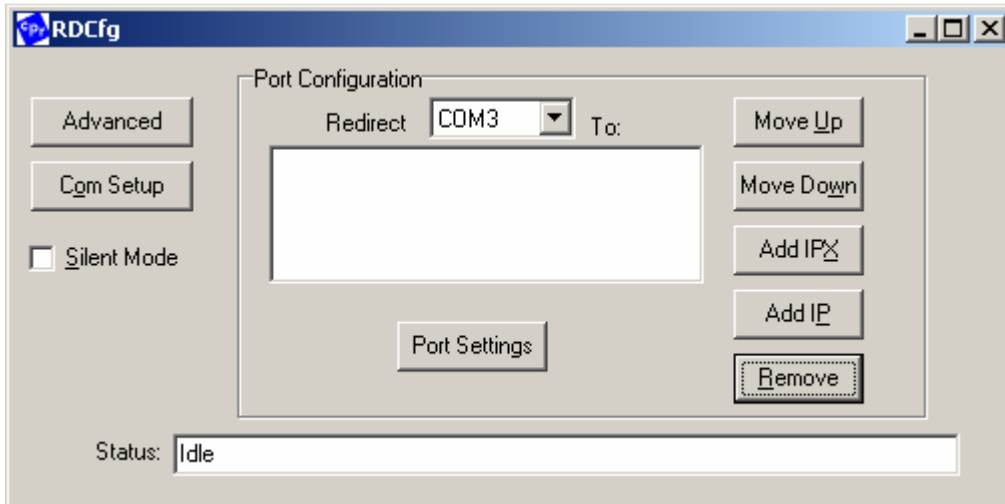 cpr RDCfg
Port Configuration
Advanced
Redirect COM3 To:
Move Up
Com Setup
Move Down
Silent Mode
Add IPX
Add IP
Port Settings
Remove
Status: Idle